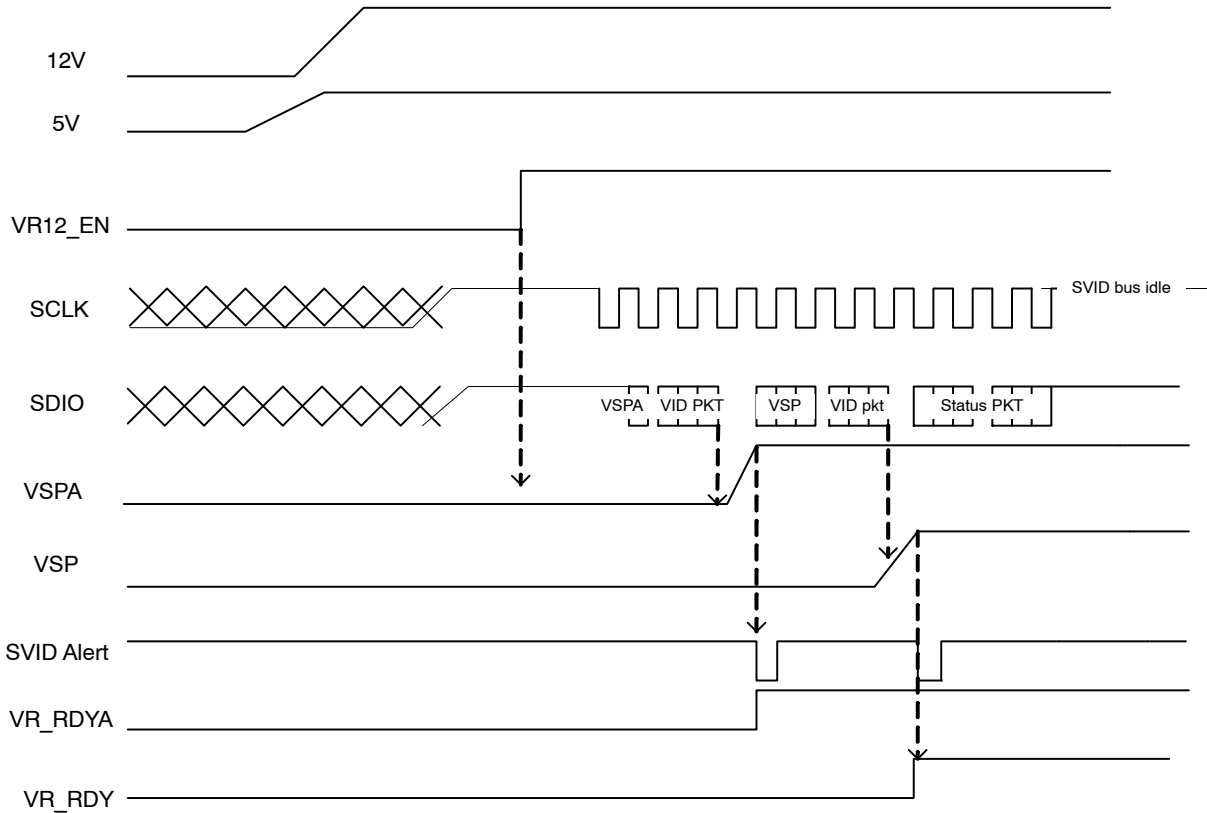 12V
5V
VR12_EN
SCLK
SVID bus idle
SDIO
VSPA
VID PKT
VSP
VID pkt
Status PKT
VSPA
VSP
SVID Alert
VR_RDYA
VR_RDY